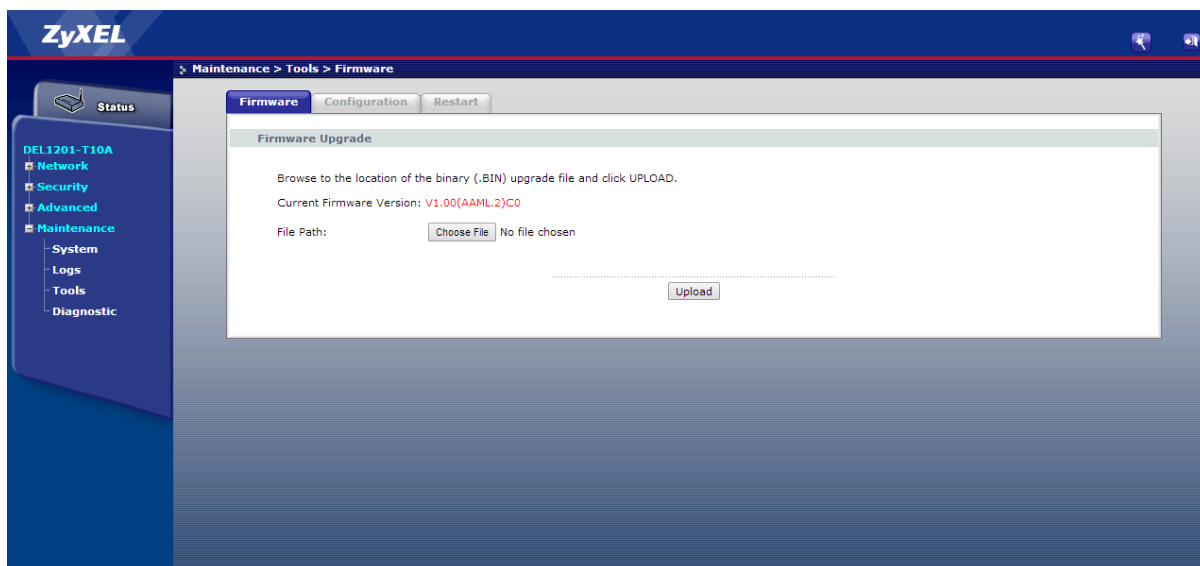 ZyXEL
Maintenance > Tools > Firmware
Status
Firmware
Configuration
Restart
Firmware Upgrade
DEL1201-T10A
Network
Security
Advanced
Maintenance
System
Logs
Tools
Diagnostic
Browse to the location of the binary (.BIN) upgrade file and click UPLOAD.
Current Firmware Version: V1.00(AAML.2)C0
File Path: Choose File No file chosen
Upload